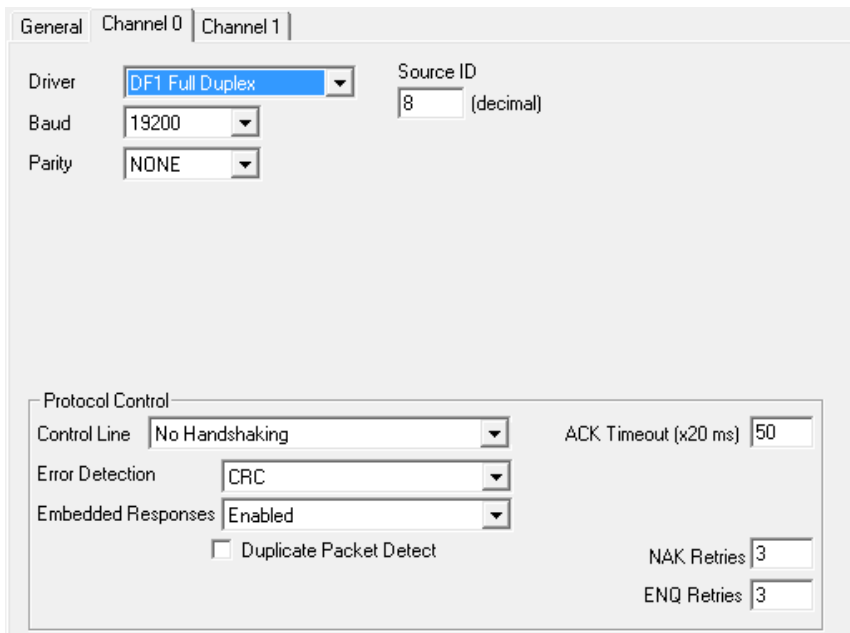 General Channel 0 Channel 1
Driver DF1 Full Duplex Source ID
8 (decimal)
Baud 19200
Parity NONE
Protocol Control
Control Line No Handshaking ACK Timeout (x20 ms) 50
Error Detection CRC
Embedded Responses Enabled
Duplicate Packet Detect NAK Retries 3
ENQ Retries 3